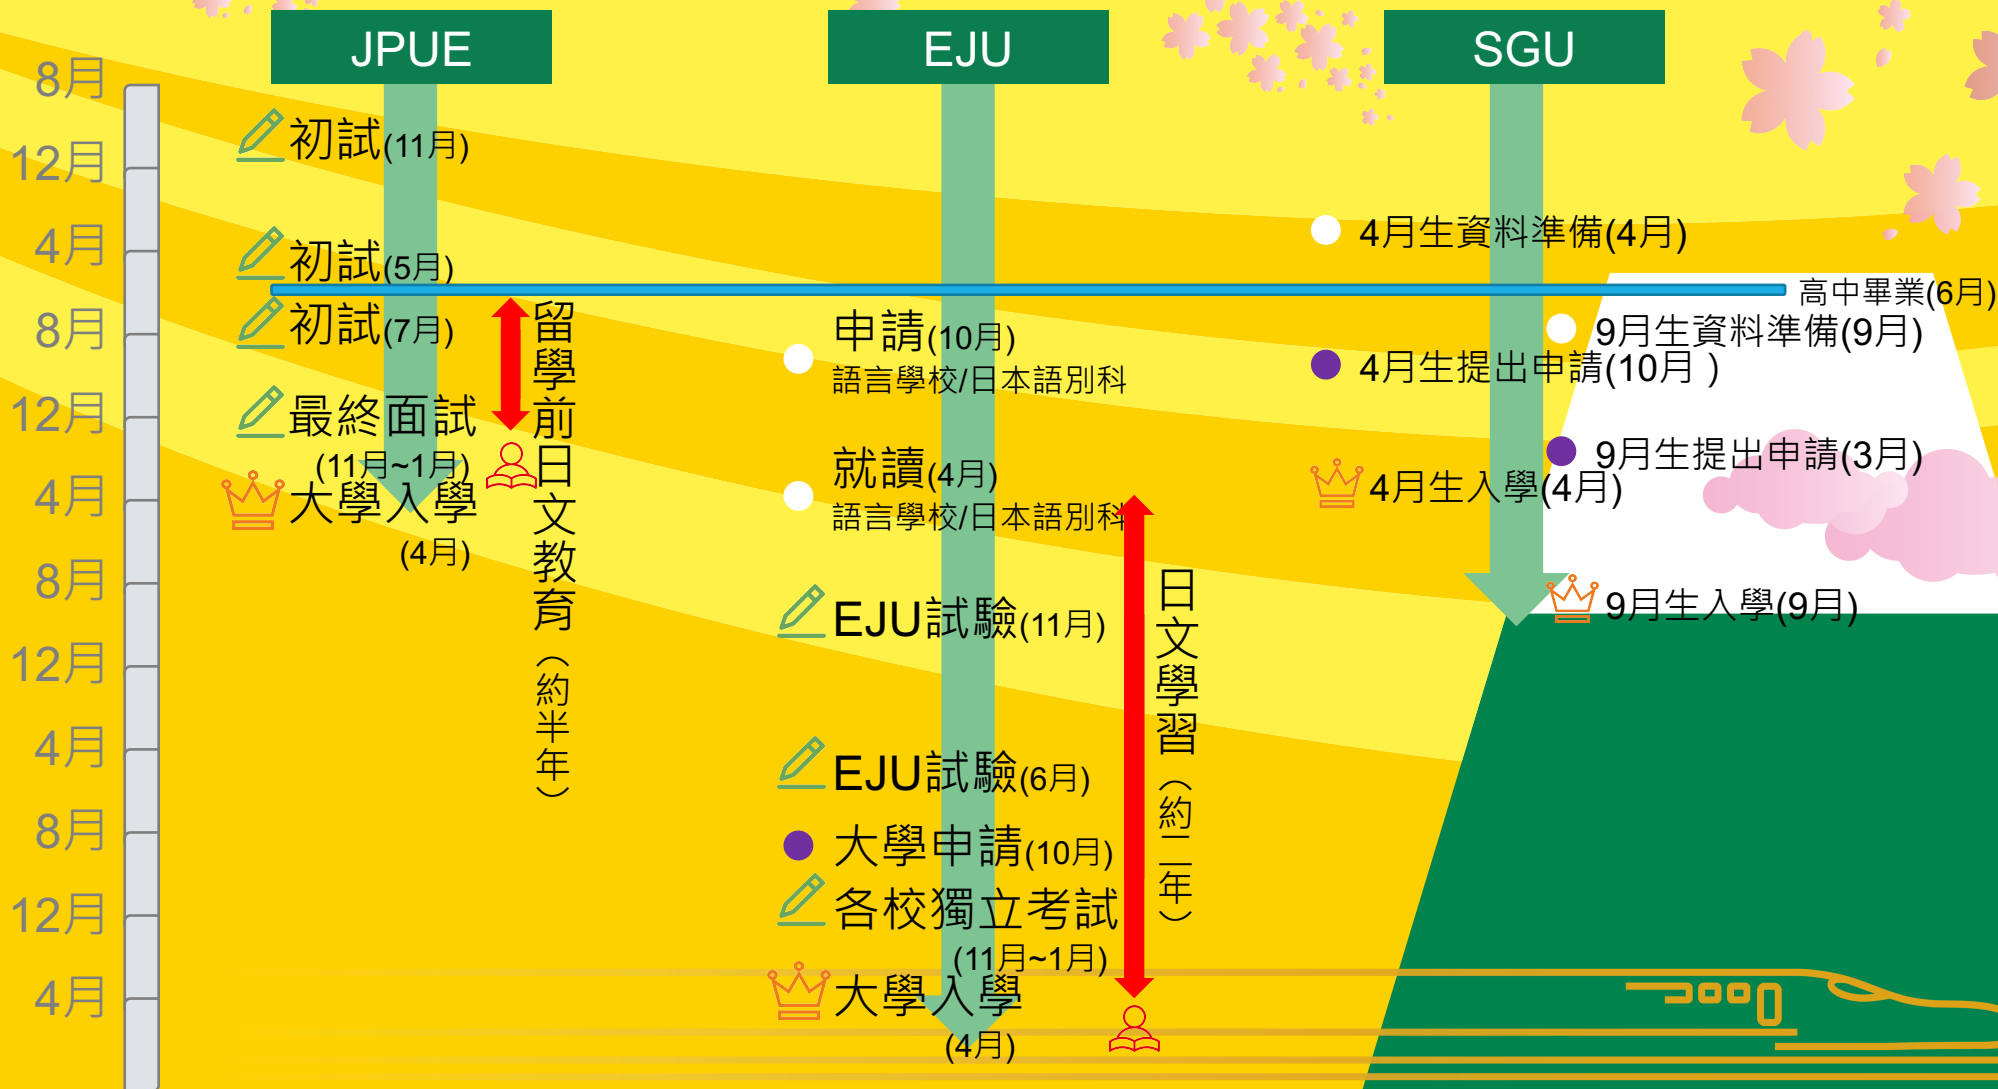 JPUE
EJU
SGU
8月
12月
4月
8月
12月
4月
8月
12月
4月
8月
12月
4月
初試(11月)
初試(5月)
初試(7月)
最終面試
(11月~1月)
大學入學
(4月)
留學前日文教育（約半年）
申請(10月)
語言學校/日本語別科
就讀(4月)
語言學校/日本語別科
EJU試驗(11月)
EJU試驗(6月)
大學申請(10月)
各校獨立考試
(11月~1月)
大學入學
(4月)
日文學習（約二年）
4月生資料準備(4月)
高中畢業(6月)
9月生資料準備(9月)
4月生提出申請(10月 )
9月生提出申請(3月)
4月生入學(4月)
9月生入學(9月)